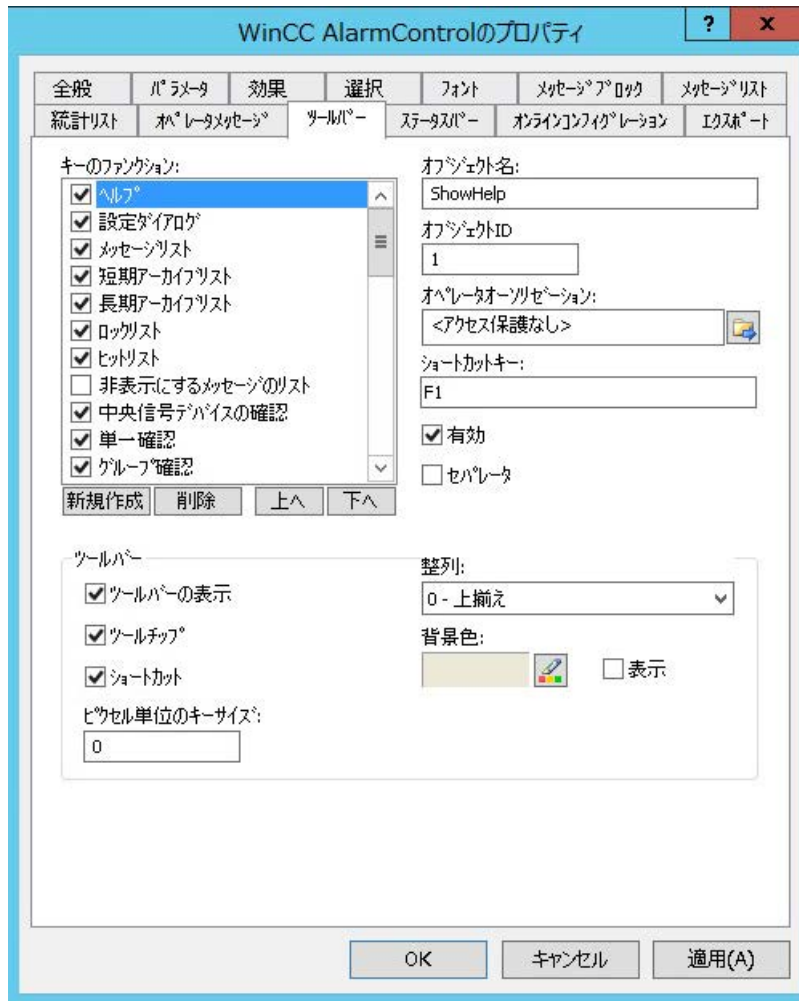 WinCC AlarmControlのプロパティ
?
x
全般
パラメータ
効果
選択
フォント
メッセージブロック
メッセージリスト
統計リスト
オペレータメッセージ
ツールバー
ステータスバー
オンラインコンフィグレーション
エクスポート
キーのファンクション:
ヘルプ
設定ダイアログ
メッセージリスト
短期アーカイブリスト
長期アーカイブリスト
ロックリスト
ヒットリスト
非表示にするメッセージのリスト
中央信号デバイスの確認
単一確認
グループ確認
新規作成
削除
上へ
下へ
オブジェクト名:
ShowHelp
オブジェクトID
1
オペレータオーソリゼーション:
<アクセス保護なし>
ショートカットキー:
F1
有効
セパレータ
ツールバー
ツールバーの表示
ツールチップ
ショートカット
ピクセル単位のキーサイズ:
0
整列:
0 - 上揃え
背景色:
表示
OK
キャンセル
適用(A)